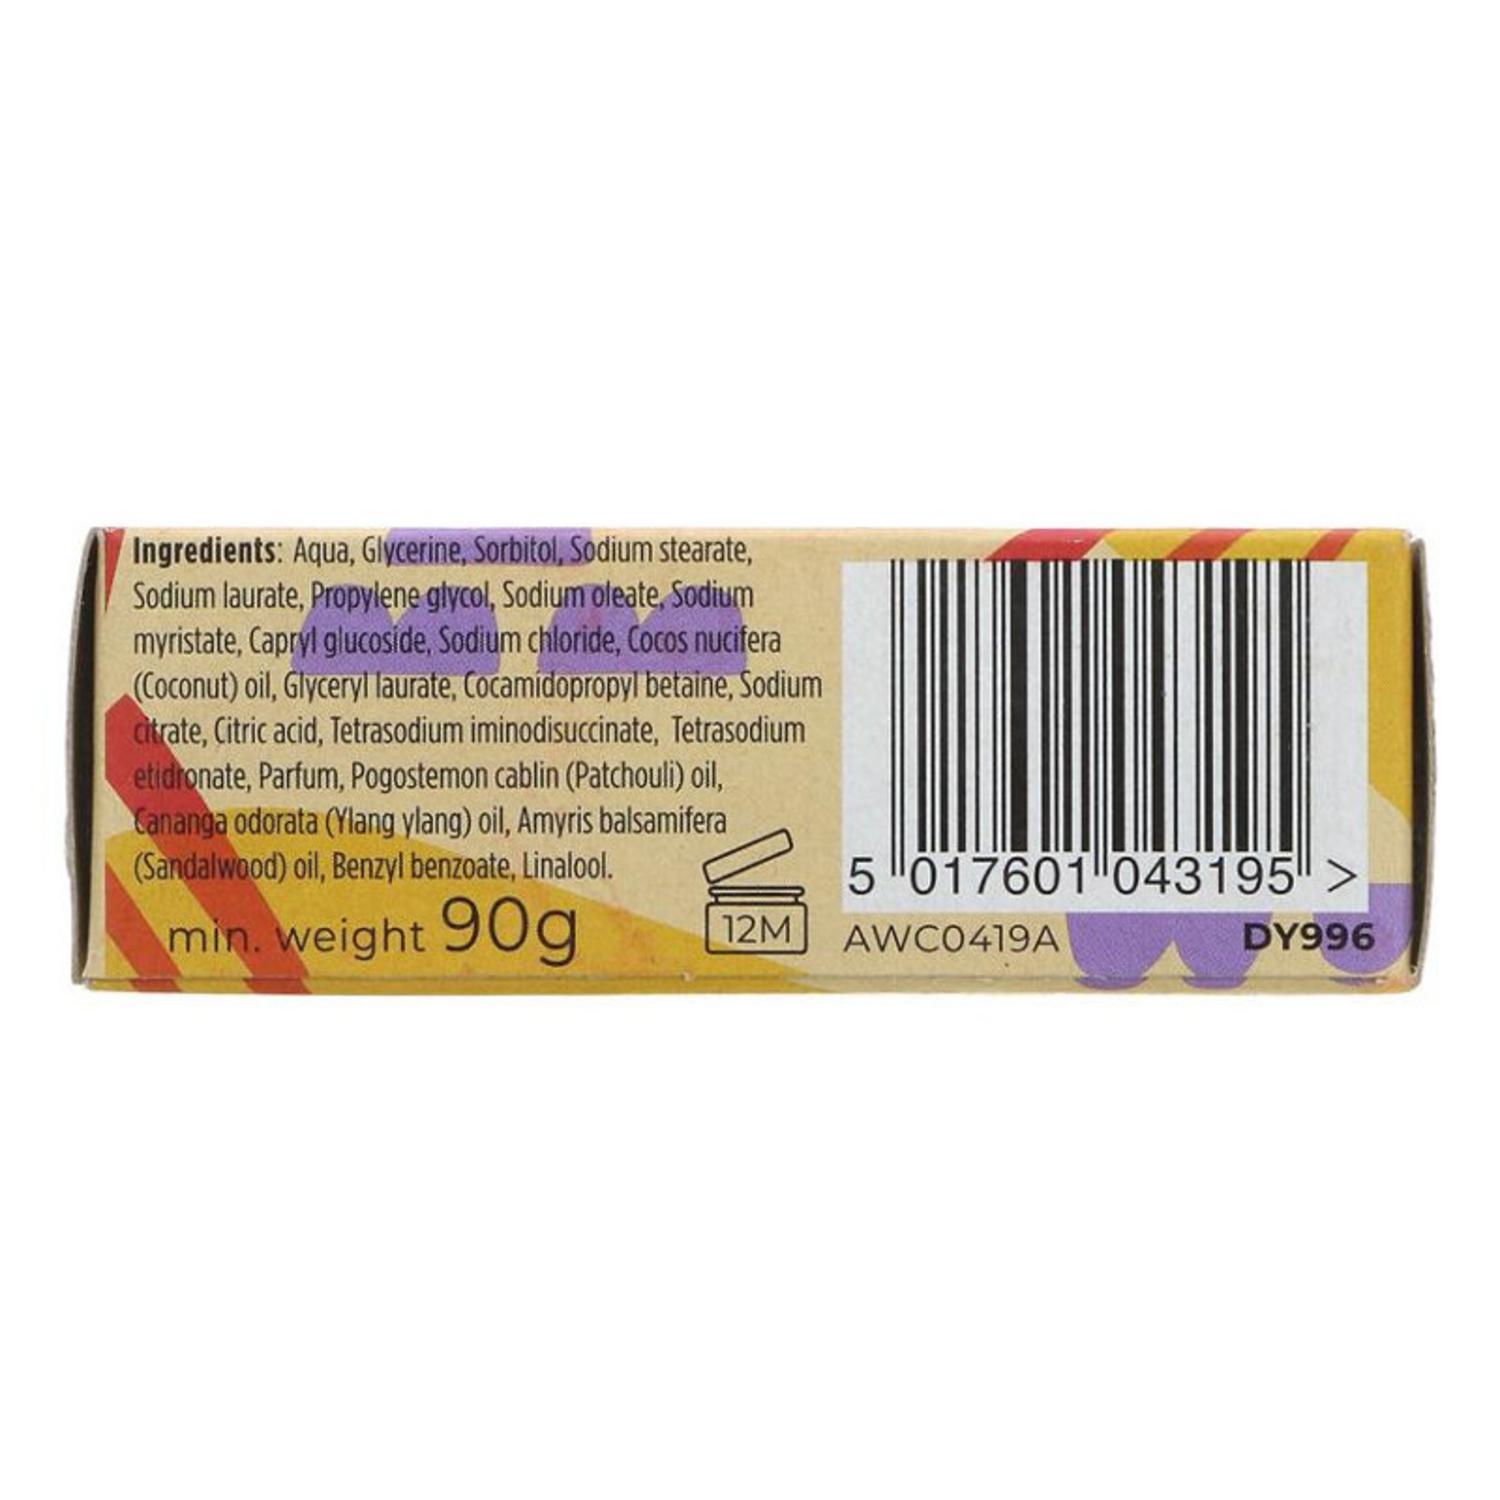 Ingredients: Aqua, Glycerine, Sorbitol, Sodium stearate,
Sodium laurate, Propylene glycol, Sodium oleate, Sodium
myristate, Capryl glucoside, Sodium chloride, Cocos nucifera
(Coconut) oil, Glyceryl laurate, Cocamidopropyl betaine, Sodium
citrate, Citric acid, Tetrasodium iminodisuccinate, Tetrasodium
etidronate, Parfum, Pogostemon cablin (Patchouli) oil,
Cananga odorata (Ylang ylang) oil, Amyris balsamifera
(Sandalwood) oil, Benzyl benzoate, Linalool.
min. weight 90g
12M
5 017601 043195 >
AWC0419A DY996